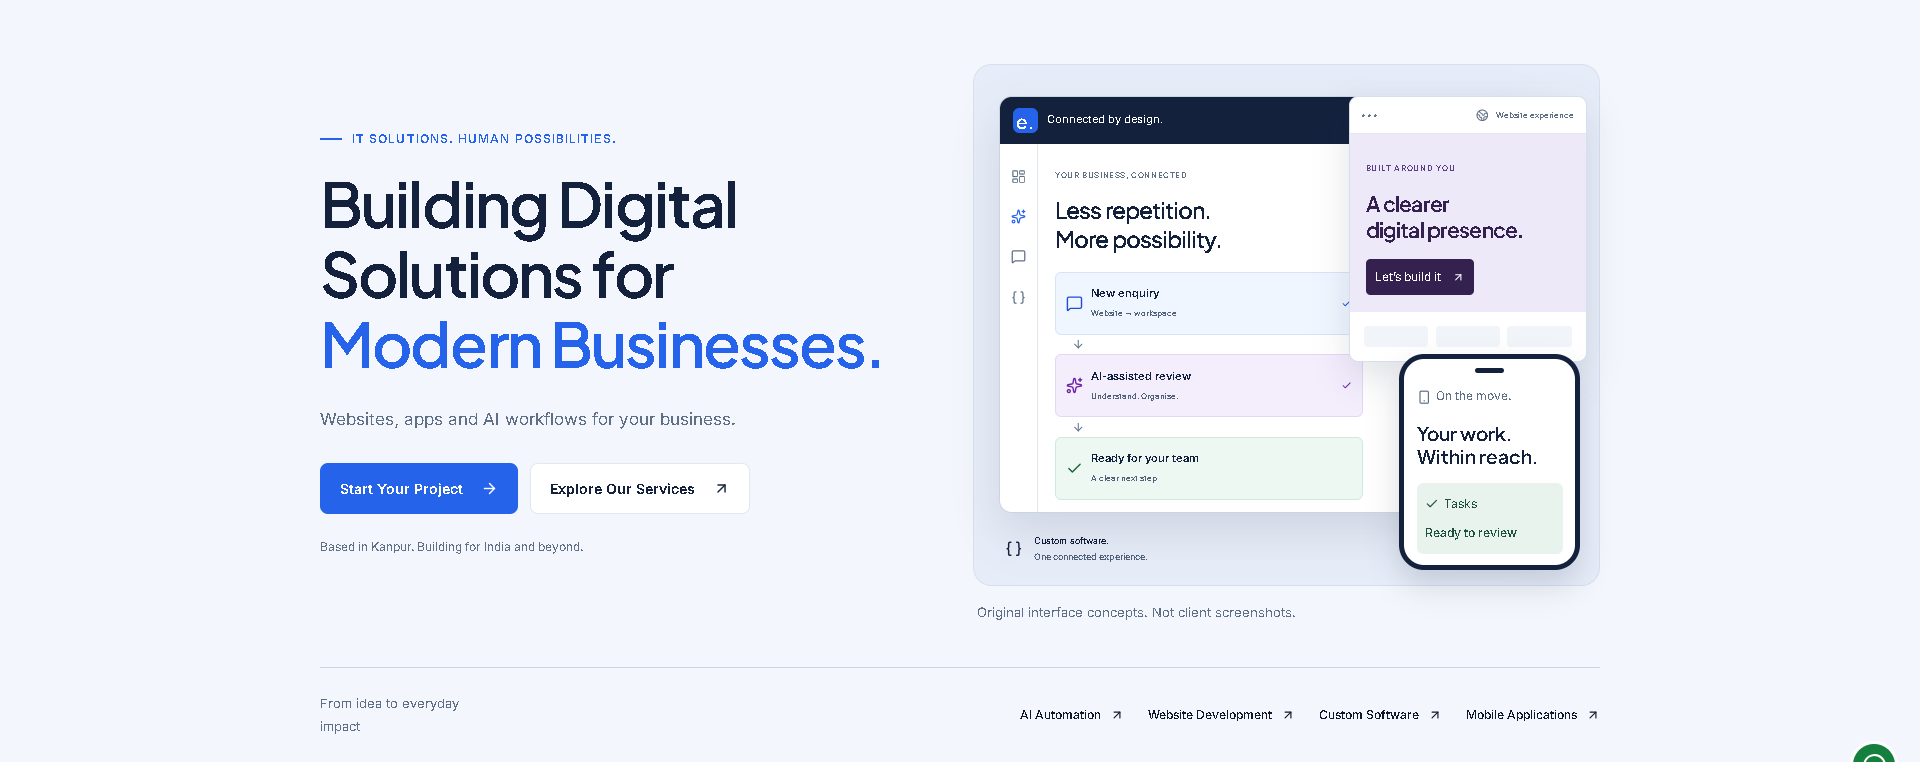 IT SOLUTIONS. HUMAN POSSIBILITIES.
Building Digital
Solutions for
Modern Businesses.
Websites, apps and AI workflows for your business.
Start Your Project
Explore Our Services
Based in Kanpur. Building for India and beyond.
e.
Connected by design.
YOUR BUSINESS, CONNECTED
Less repetition.
More possibility.
New enquiry
Website → workspace
AI-assisted review
Understand. Organise.
Ready for your team
A clear next step
{ } Custom software.
One connected experience.
Website experience
BUILT AROUND YOU
A clearer
digital presence.
Let's build it
On the move.
Your work.
Within reach.
Tasks
Ready to review
Original interface concepts. Not client screenshots.
From idea to everyday
impact
AI Automation
Website Development
Custom Software
Mobile Applications